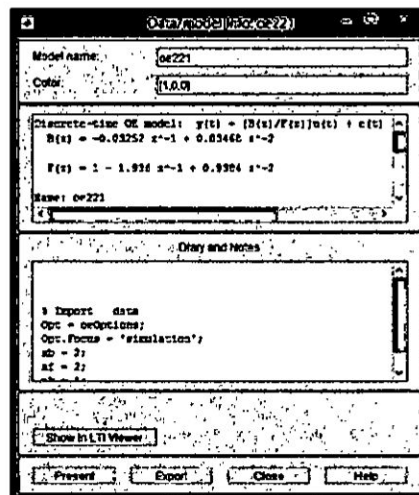 Data/model Info: oe221
Model name: oe221
Color: [1,0,0]
Discrete-time OE model: y(t) = [B(z)/F(z)]u(t) + e(t)
B(z) = -0.03252 z^-1 + 0.03468 z^-2
F(z) = 1 - 1.936 z^-1 + 0.9384 z^-2
Name: oe221
Diary and Notes
% Import data
Opt = oeOptions;
Opt.Focus = 'simulation';
nb = 2;
nf = 2;
Show in LTI Viewer
Present Export Close Help